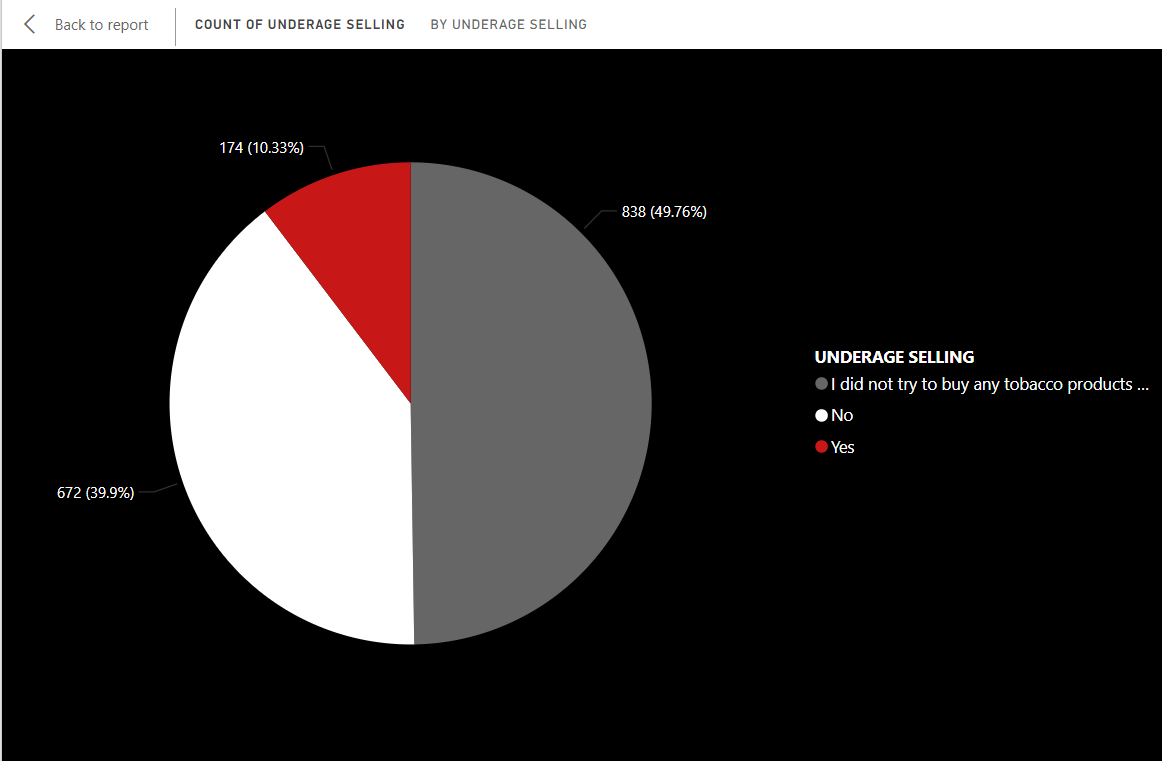 Back to report
COUNT OF UNDERAGE SELLING
BY UNDERAGE SELLING
174 (10.33%)
838 (49.76%)
672 (39.9%)
UNDERAGE SELLING
I did not try to buy any tobacco products ...
No
Yes